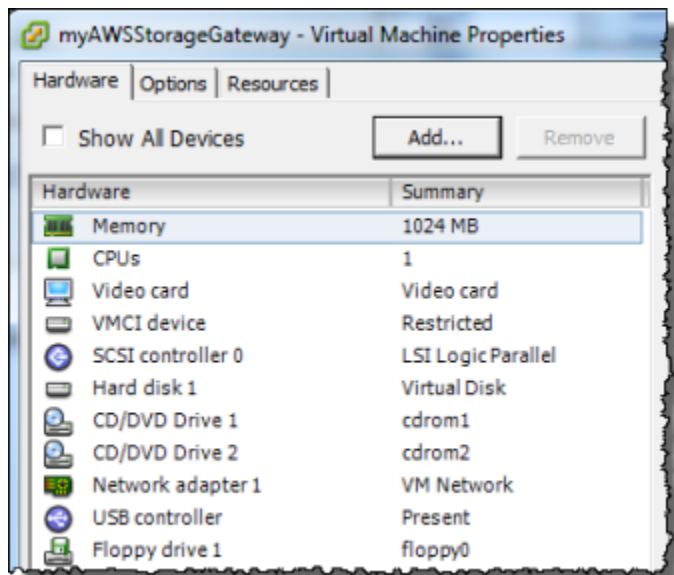 myAWSStorageGateway - Virtual Machine Properties
Hardware Options Resources
Show All Devices Add... Remove
Hardware Summary
Memory 1024 MB
CPUs 1
Video card Video card
VMCI device Restricted
SCSI controller 0 LSI Logic Parallel
Hard disk 1 Virtual Disk
CD/DVD Drive 1 cdrom1
CD/DVD Drive 2 cdrom2
Network adapter 1 VM Network
USB controller Present
Floppy drive 1 floppy0